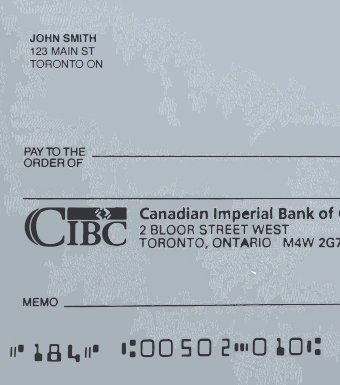 JOHN SMITH
123 MAIN ST
TORONTO ON
PAY TO THE
ORDER OF
CIBC
Canadian Imperial Bank of
2 BLOOR STREET WEST
TORONTO, ONTARIO M4W 2G7
MEMO
⑈184⑈ ⑆00502⑉010⑆